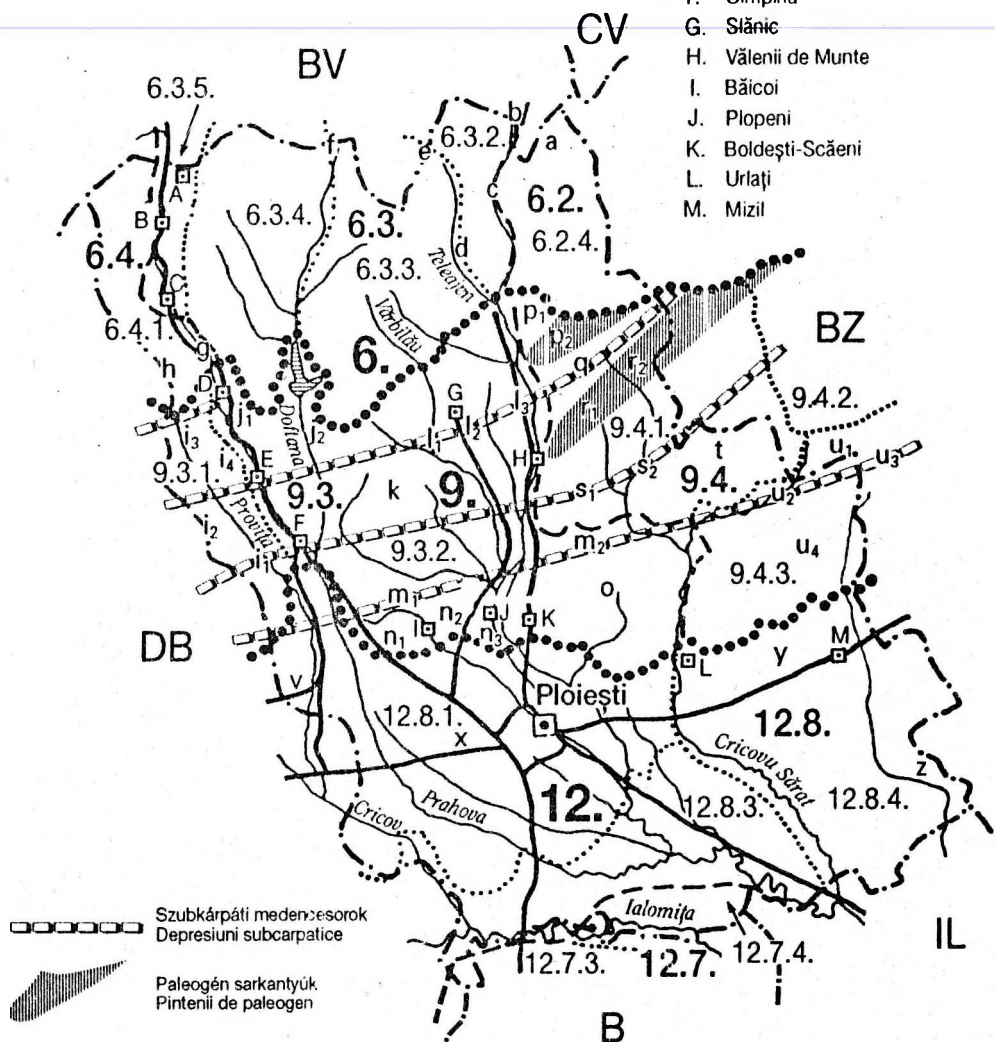 CV
G. Slănic
H. Vălenii de Munte
I. Băicoi
J. Plopeni
K. Boldești-Scăeni
L. Urlați
M. Mizil
BV
6.3.5.
A
B
6.4.
C
6.4.1.
g
h
D
f
6.3.4.
6.3.
6.3.3.
e
6.3.2.
b
a
c
d
Teleajen
6.2.
6.2.4.
Vărbilău
6.
p₁
p₂
q
r₂
r₁
BZ
9.4.2.
9.4.1.
Doftana
j₁
j₂
l₃
i₄
9.3.1.
E
9.3.
G
l₁
l₂
l₃
H
k
9.
s₁
s₂
t
9.4.
u₁
u₂
u₃
u₄
9.4.3.
Provița
i₂
i₁
F
9.3.2.
m₁
m₂
DB
n₁
n₂
n₃
I
J
K
o
L
y
M
v
Ploiești
12.8.1.
x
12.8.
12.
Cricov
Prahova
12.8.3.
Cricovu Sărat
12.8.4.
z
Ialomița
IL
12.7.3.
12.7.
12.7.4.
B
Szubkárpáti medencesorok
Depresiuni subcarpatice
Paleogén sarkantyúk
Pintenii de paleogen